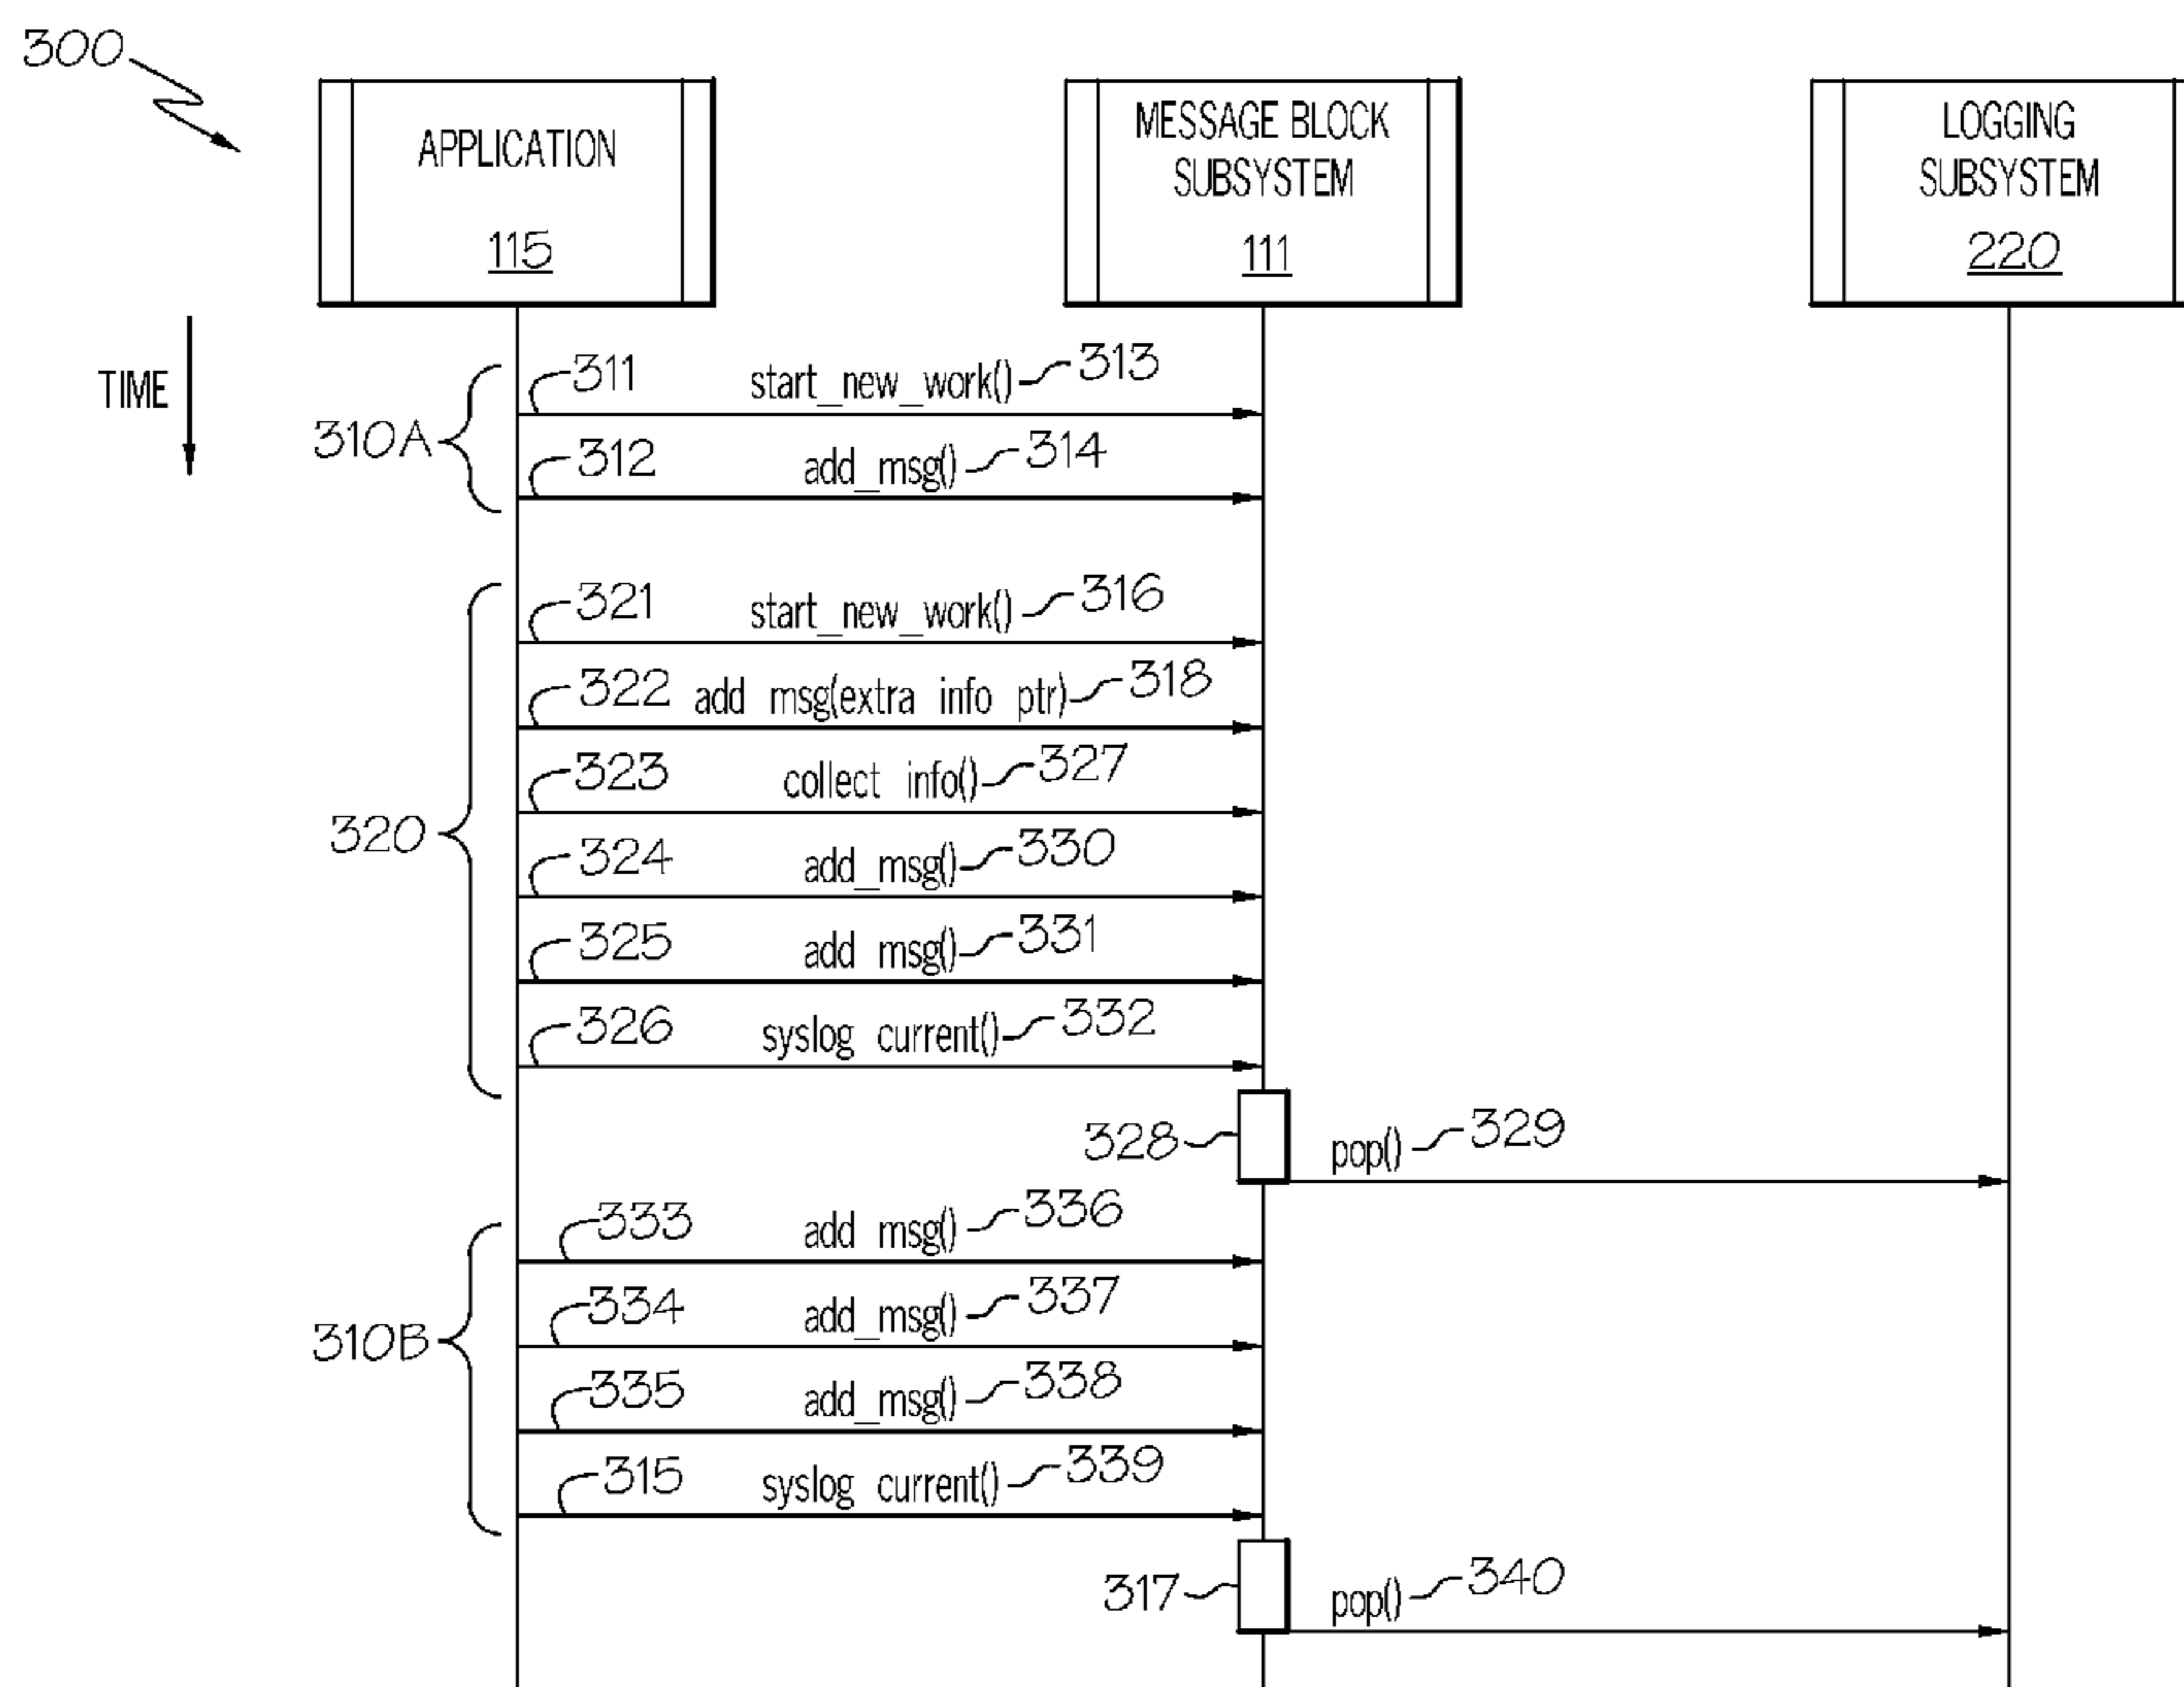 300
APPLICATION
115
MESSAGE BLOCK
SUBSYSTEM
111
LOGGING
SUBSYSTEM
220
TIME
310A
311 start_new_work() 313
312 add_msg() 314
320
321 start_new_work() 316
322 add msg(extra info ptr) 318
323 collect info() 327
324 add_msg() 330
325 add msg() 331
326 syslog current() 332
328 pop() 329
310B
333 add msg() 336
334 add_msg() 337
335 add_msg() 338
315 syslog current() 339
317 pop() 340